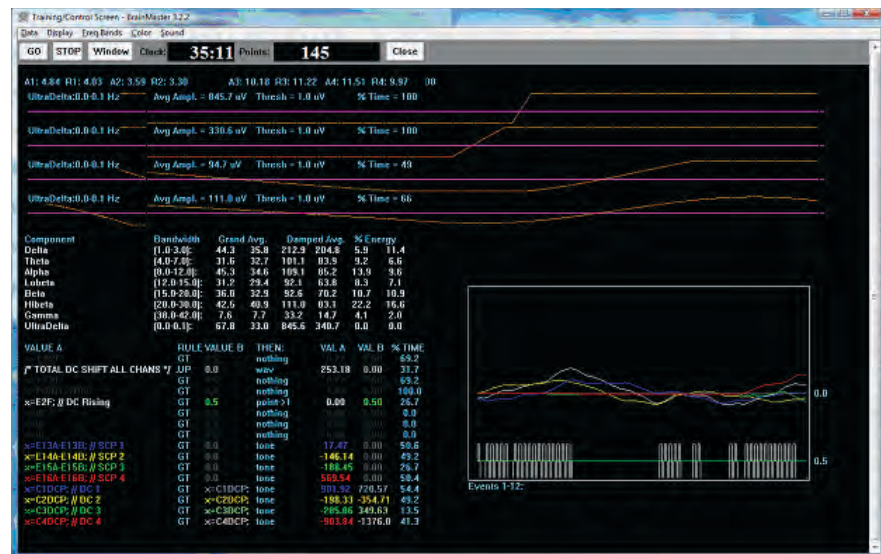 Training/Control Screen - BrainMaster 3.2.2
Data Display Freq.Bands Color Sound
GO STOP Window Clock: 35:11 Points: 145 Close
A1: 4.84 R1: 4.03 A2: 3.59 R2: 3.30 A3: 10.18 R3: 11.22 A4: 11.51 R4: 9.97
UltraDelta:0.0-0.1 Hz Avg Ampl. = 845.7 uV Thresh = 1.0 uV % Time = 100
UltraDelta:0.0-0.1 Hz Avg Ampl. = 330.6 uV Thresh = 1.0 uV % Time = 100
UltraDelta:0.0-0.1 Hz Avg Ampl. = 94.7 uV Thresh = 1.0 uV % Time = 49
UltraDelta:0.0-0.1 Hz Avg Ampl. = 111.0 uV Thresh = 1.0 uV % Time = 66
Component Bandwidth Grand Avg. Damped Avg. % Energy
Delta (1.0-3.0): 44.3 35.8 212.9 204.8 5.9 11.4
Theta (4.0-7.0): 31.6 32.7 101.1 83.9 9.2 6.6
Alpha (8.0-12.0): 45.3 34.6 109.1 85.2 13.9 9.6
Lobeta (12.0-15.0): 31.2 29.4 92.1 63.8 8.3 7.1
Beta (15.0-20.0): 36.0 32.9 92.6 70.2 10.7 10.9
Hibeta (20.0-30.0): 42.5 40.9 111.0 83.1 22.2 16.6
Gamma (38.0-42.0): 7.6 7.7 33.2 14.7 4.1 2.0
UltraDelta (0.0-0.1): 67.8 33.0 845.6 340.7 0.0 0.0
VALUE A RULE VALUE B THEN: VAL A VAL B % TIME
GT nothing 69.2
/* TOTAL DC SHIFT ALL CHANS */ .UP 0.0 wav 253.18 0.00 31.7
GT nothing 69.2
GT nothing 100.0
x=E2F; // DC Rising GT 0.5 point>1 0.00 0.50 26.7
GT nothing 0.0
GT nothing 0.0
GT nothing 0.0
x=E13A-E13B; // SCP 1 GT 0.0 tone 17.47 0.00 50.6
x=E14A-E14B; // SCP 2 GT 0.0 tone -146.14 0.00 49.2
x=E15A-E15B; // SCP 3 GT 0.0 tone -188.45 0.00 26.7
x=E16A-E16B; // SCP 4 GT 0.0 tone 569.54 0.00 50.4
x=C1DCP; // DC 1 GT x=C1DCP; tone 901.92 720.57 54.4
x=C2DCP; // DC 2 GT x=C2DCP; tone -198.33 -354.71 49.2
x=C3DCP; // DC 3 GT x=C3DCP; tone -285.06 349.63 13.5
x=C4DCP; // DC 4 GT x=C4DCP; tone -903.84 -1376.0 41.3
0.0
0.5
Events 1-12: